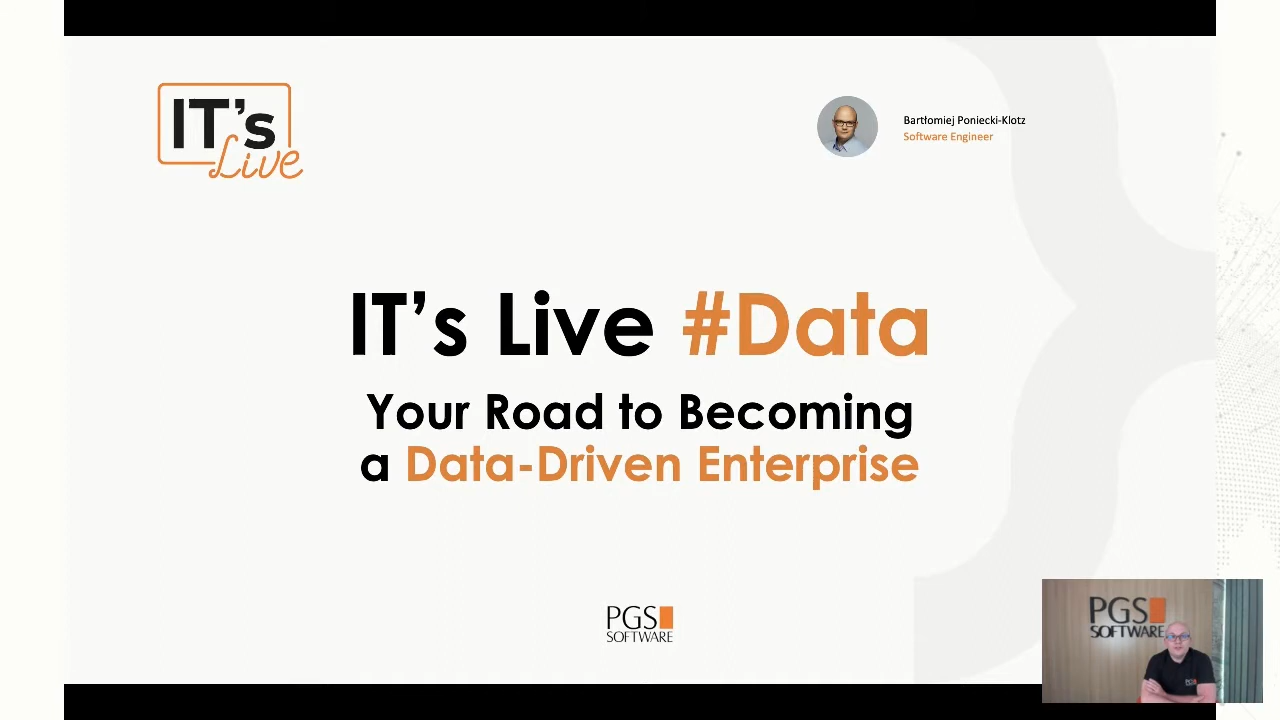 IT's
Live
Bartłomiej Poniecki-Klotz
Software Engineer
IT's Live #Data
Your Road to Becoming
a Data-Driven Enterprise
PGS
SOFTWARE
PGS
SOFTWARE